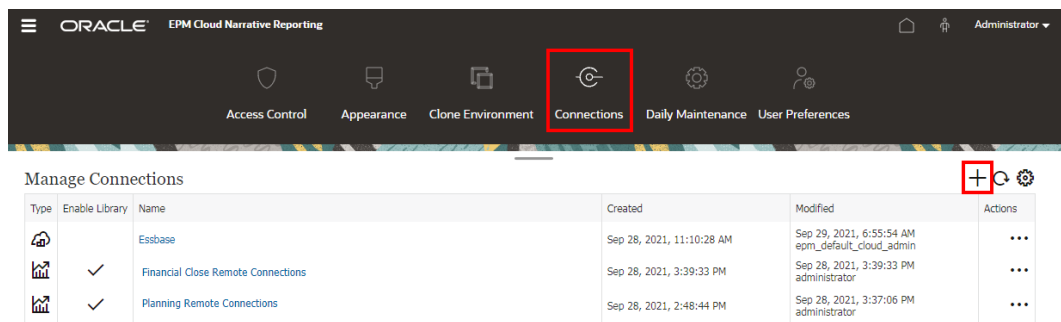 ORACLE EPM Cloud Narrative Reporting Administrator
Access Control Appearance Clone Environment Connections Daily Maintenance User Preferences
Manage Connections
Type Enable Library Name Created Modified Actions
Essbase Sep 28, 2021, 11:10:28 AM Sep 29, 2021, 6:55:54 AM
epm_default_cloud_admin
Financial Close Remote Connections Sep 28, 2021, 3:39:33 PM Sep 28, 2021, 3:39:33 PM
administrator
Planning Remote Connections Sep 28, 2021, 2:48:44 PM Sep 28, 2021, 3:37:06 PM
administrator